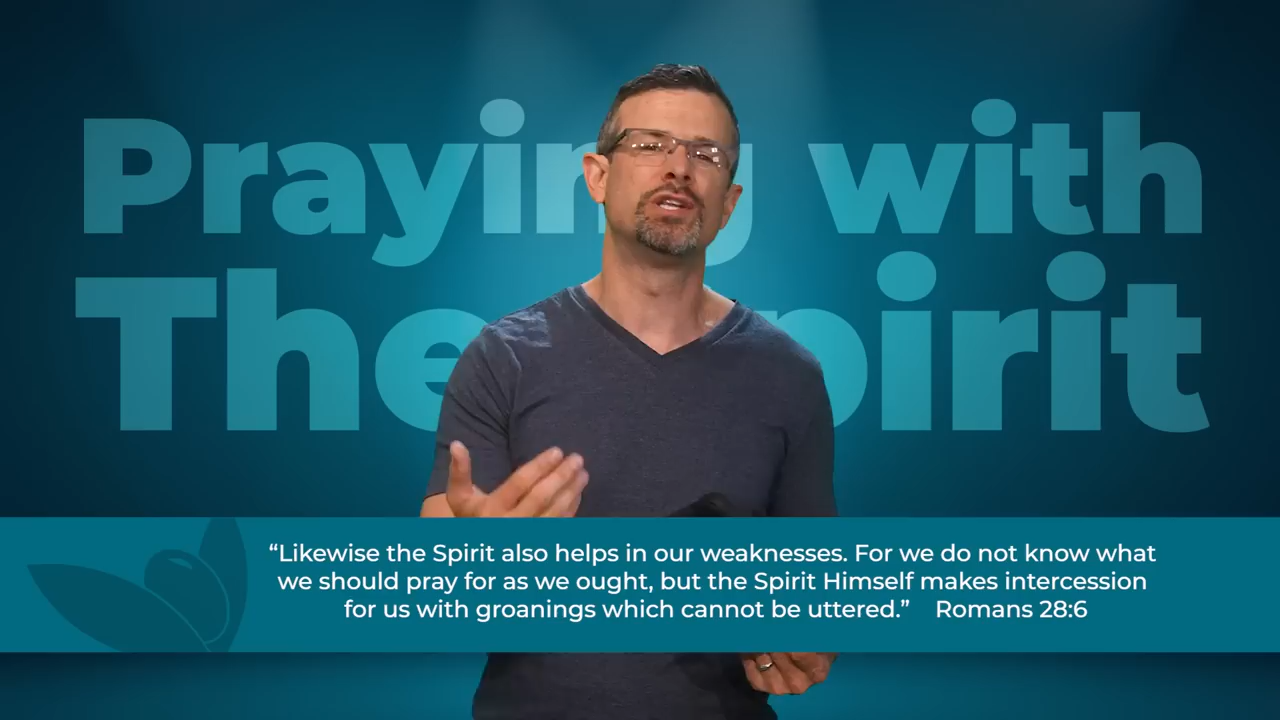 Praying with
The Spirit
“Likewise the Spirit also helps in our weaknesses. For we do not know what
we should pray for as we ought, but the Spirit Himself makes intercession
for us with groanings which cannot be uttered.” Romans 28:6